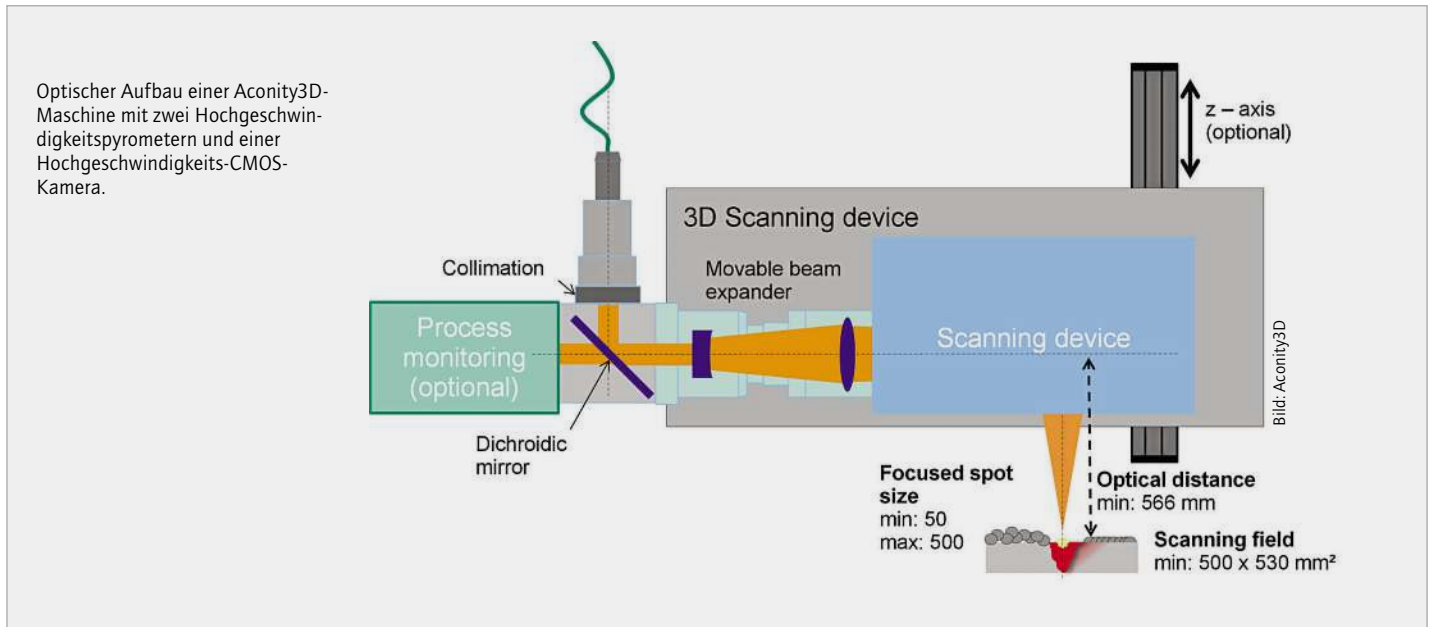 Optischer Aufbau einer Aconity3D-
Maschine mit zwei Hochgeschwin-
digkeitspyrometern und einer
Hochgeschwindigkeits-CMOS-
Kamera.
z – axis
(optional)
3D Scanning device
Collimation
Movable beam
expander
Process
monitoring
(optional)
Scanning device
Dichroidic
mirror
Focused spot
size
min: 50
max: 500
Optical distance
min: 566 mm
Scanning field
min: 500 x 530 mm²
Bild: Aconity3D